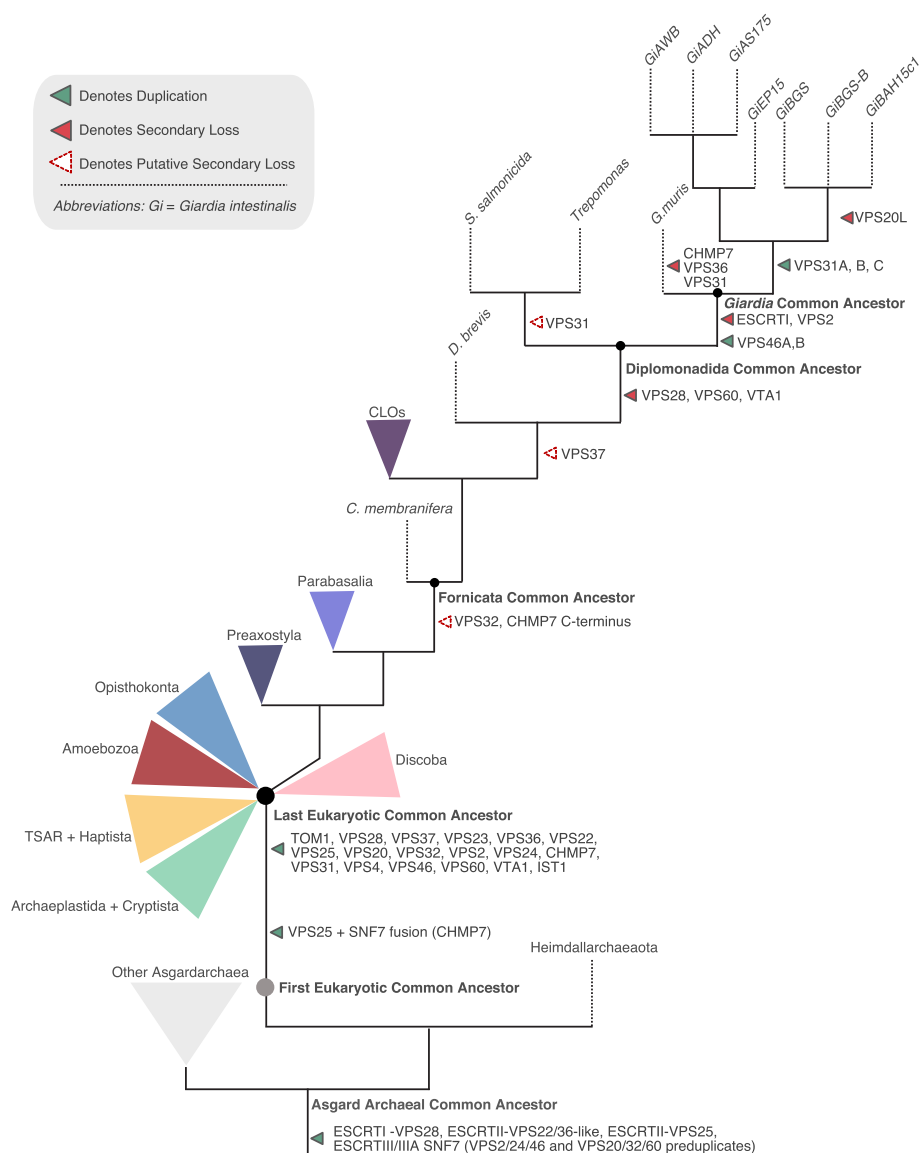 GiAWB
GiADH
GiAS175
GiEP15
GiBGS
GiBGS-B
GiBAH15c1
Denotes Duplication
Denotes Secondary Loss
Denotes Putative Secondary Loss
Abbreviations: Gi = Giardia intestinalis
S. salmonicida
Trepomonas
G.muris
VPS20L
CHMP7
VPS36
VPS31
VPS31A, B, C
Giardia Common Ancestor
ESCRTI, VPS2
VPS31
VPS46A,B
D. brevis
Diplomonadida Common Ancestor
VPS28, VPS60, VTA1
CLOs
VPS37
C. membranifera
Parabasalia
Fornicata Common Ancestor
VPS32, CHMP7 C-terminus
Preaxostyla
Opisthokonta
Amoebozoa
Discoba
TSAR + Haptista
Archaeplastida + Cryptista
Last Eukaryotic Common Ancestor
TOM1, VPS28, VPS37, VPS23, VPS36, VPS22,
VPS25, VPS20, VPS32, VPS2, VPS24, CHMP7,
VPS31, VPS4, VPS46, VPS60, VTA1, IST1
VPS25 + SNF7 fusion (CHMP7)
Heimdallarchaeaota
Other Asgardarchaea
First Eukaryotic Common Ancestor
Asgard Archaeal Common Ancestor
ESCRTI -VPS28, ESCRTII-VPS22/36-like, ESCRTII-VPS25,
ESCRTIII/IIIA SNF7 (VPS2/24/46 and VPS20/32/60 preduplicates)